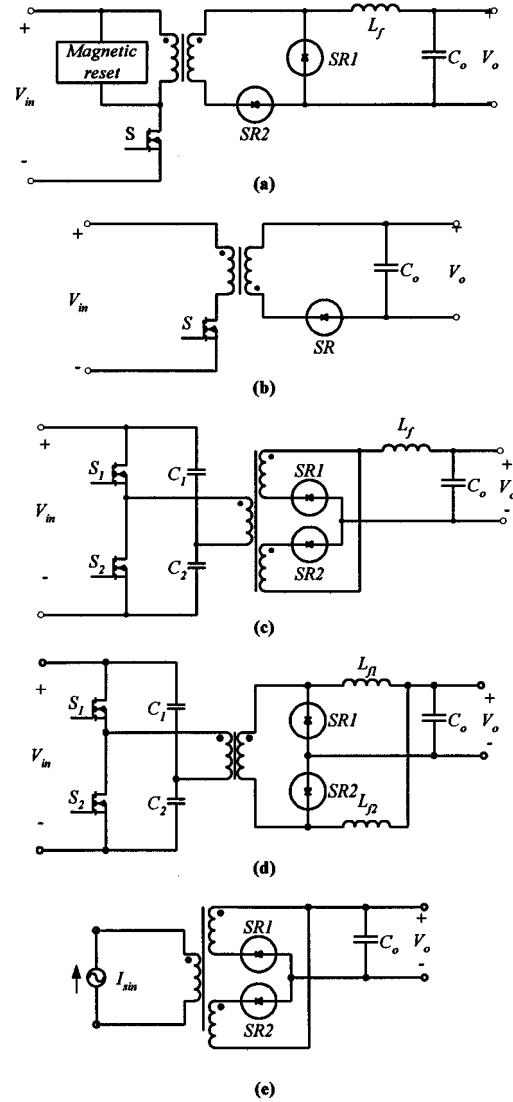 +
Magnetic
reset
V_in
S
-
SR2
SR1
L_f
C_o
+
V_o
-
(a)
+
V_in
S
-
SR
C_o
+
V_o
-
(b)
+
S_1
V_in
S_2
-
C_1
C_2
SR1
SR2
L_f
C_o
+
V_o
-
(c)
+
S_1
V_in
S_2
-
C_1
C_2
SR1
SR2
L_f1
L_f2
C_o
+
V_o
-
(d)
I_sin
SR1
SR2
C_o
+
V_o
-
(e)